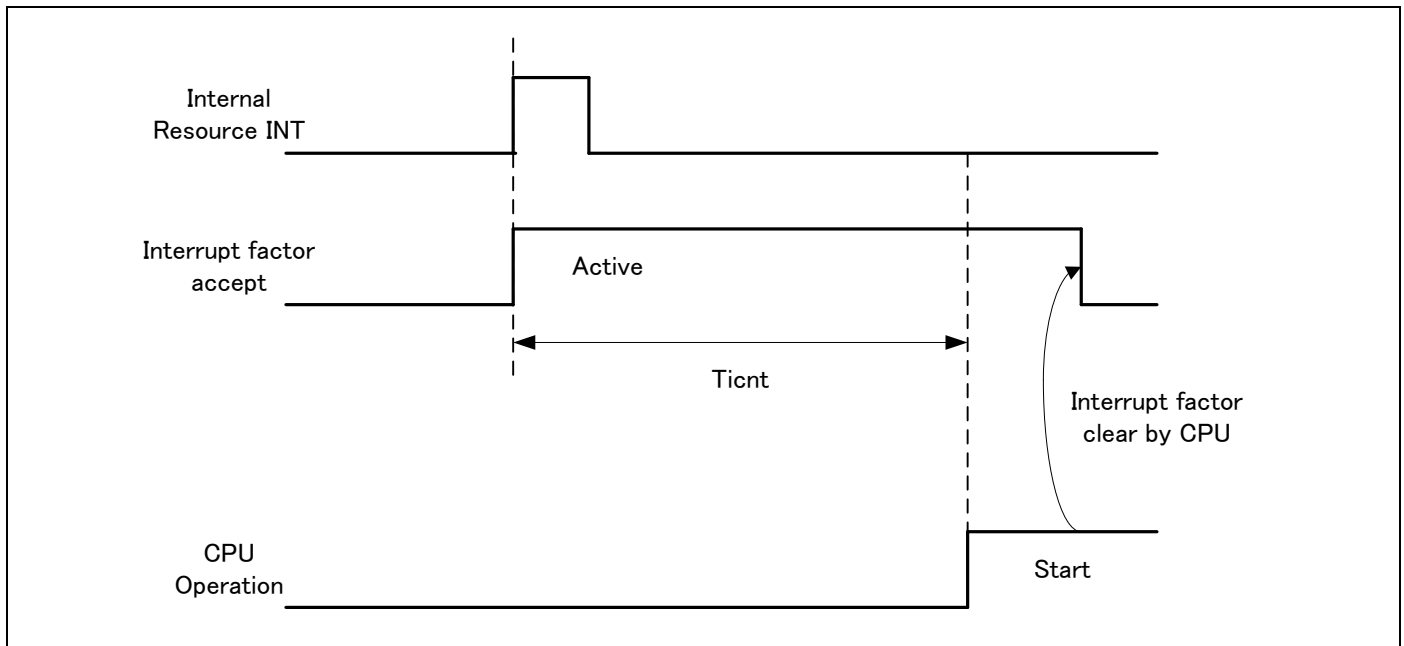 Internal
Resource INT
Interrupt factor
accept
Active
Ticnt
Interrupt factor
clear by CPU
CPU
Operation
Start